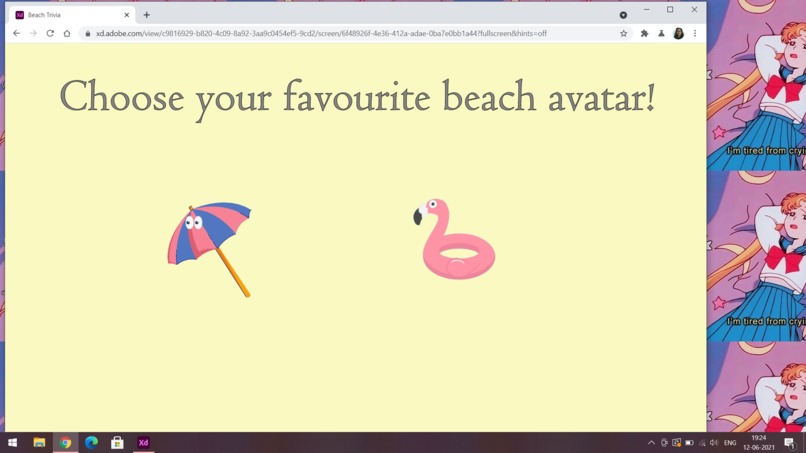 Beach Trivia
xd.adobe.com/view/c9816929-b820-4c09-8a92-3aa9c0454ef5-9cd2/screen/6f48926f-4e36-412a-adae-0ba7e0bb1a44?fullscreen&hints=off
Choose your favourite beach avatar!
I'm tired from cryi
I'm tired from cryi
Xd
ENG
19:24
12-06-2021